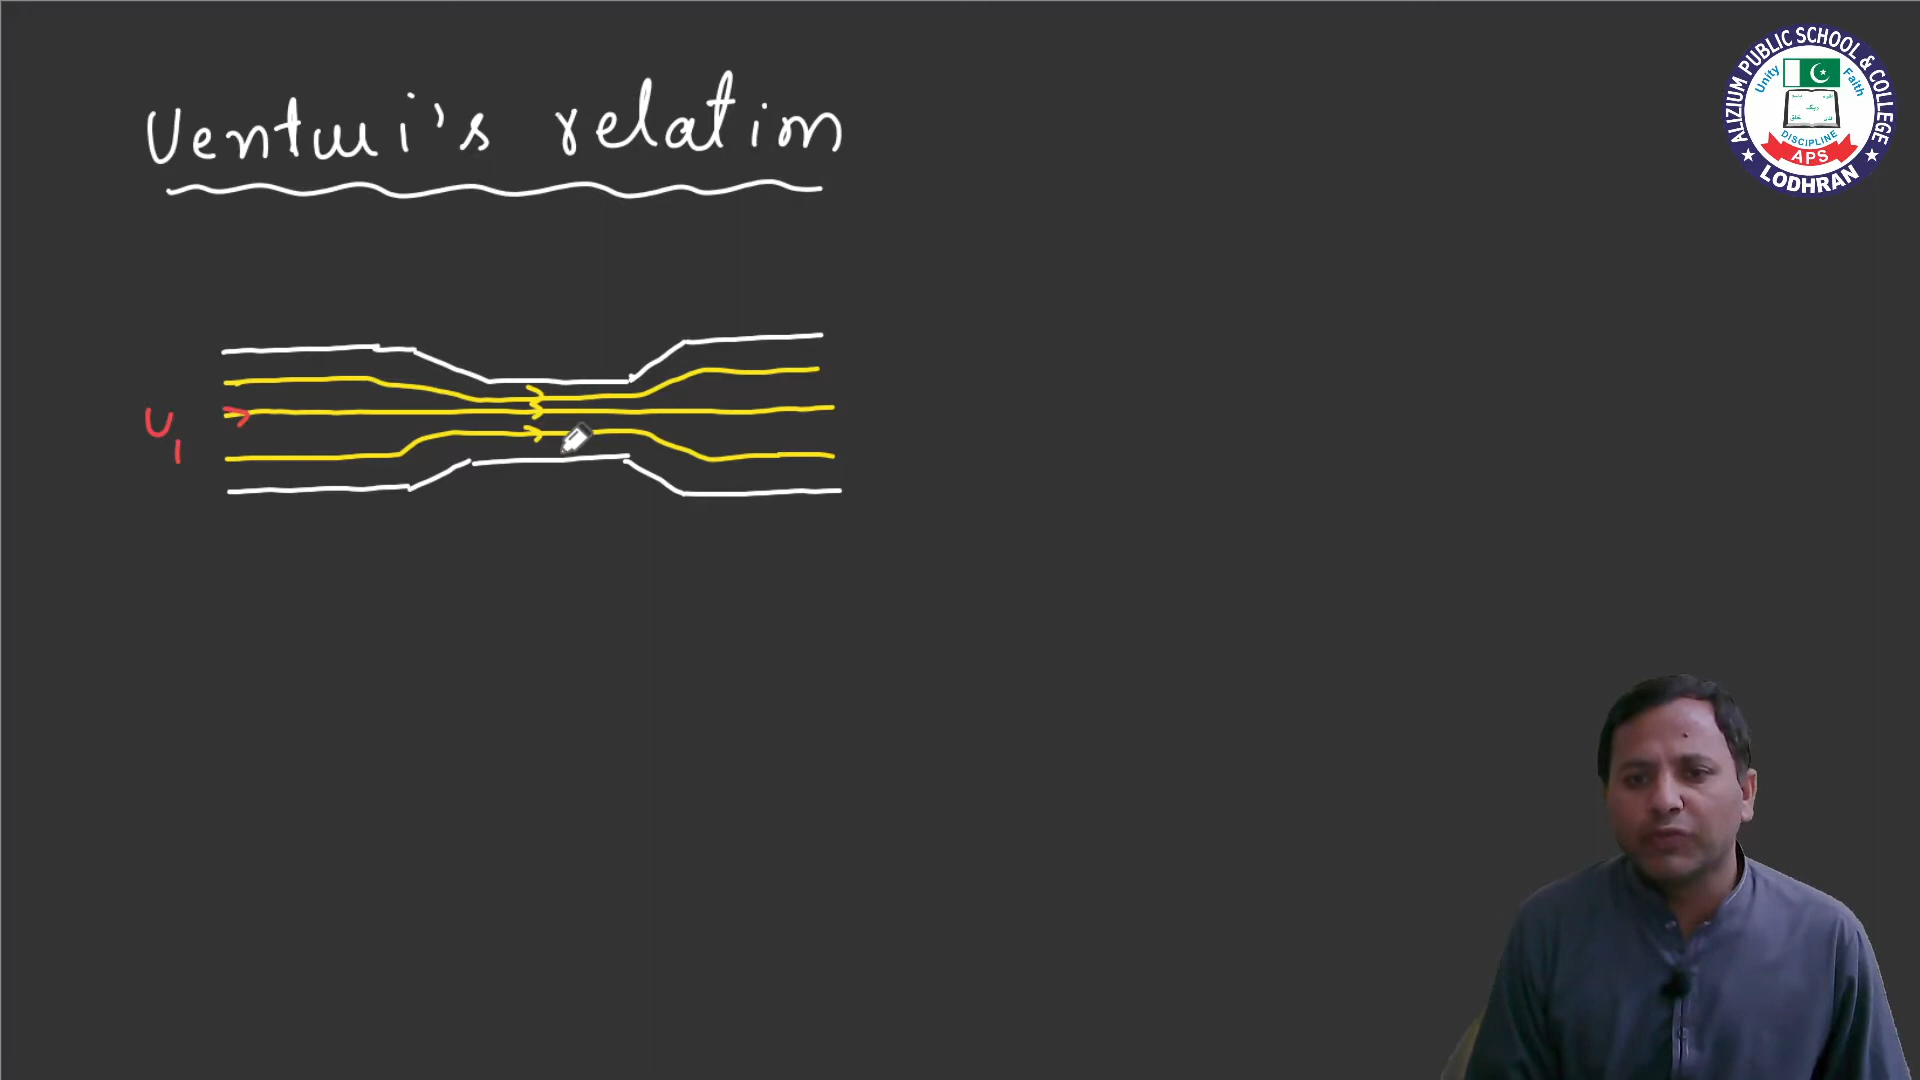 Venturi's relation
v1
ALIZIUM PUBLIC SCHOOL & COLLEGE
Unity
Faith
DISCIPLINE
APS
LODHRAN